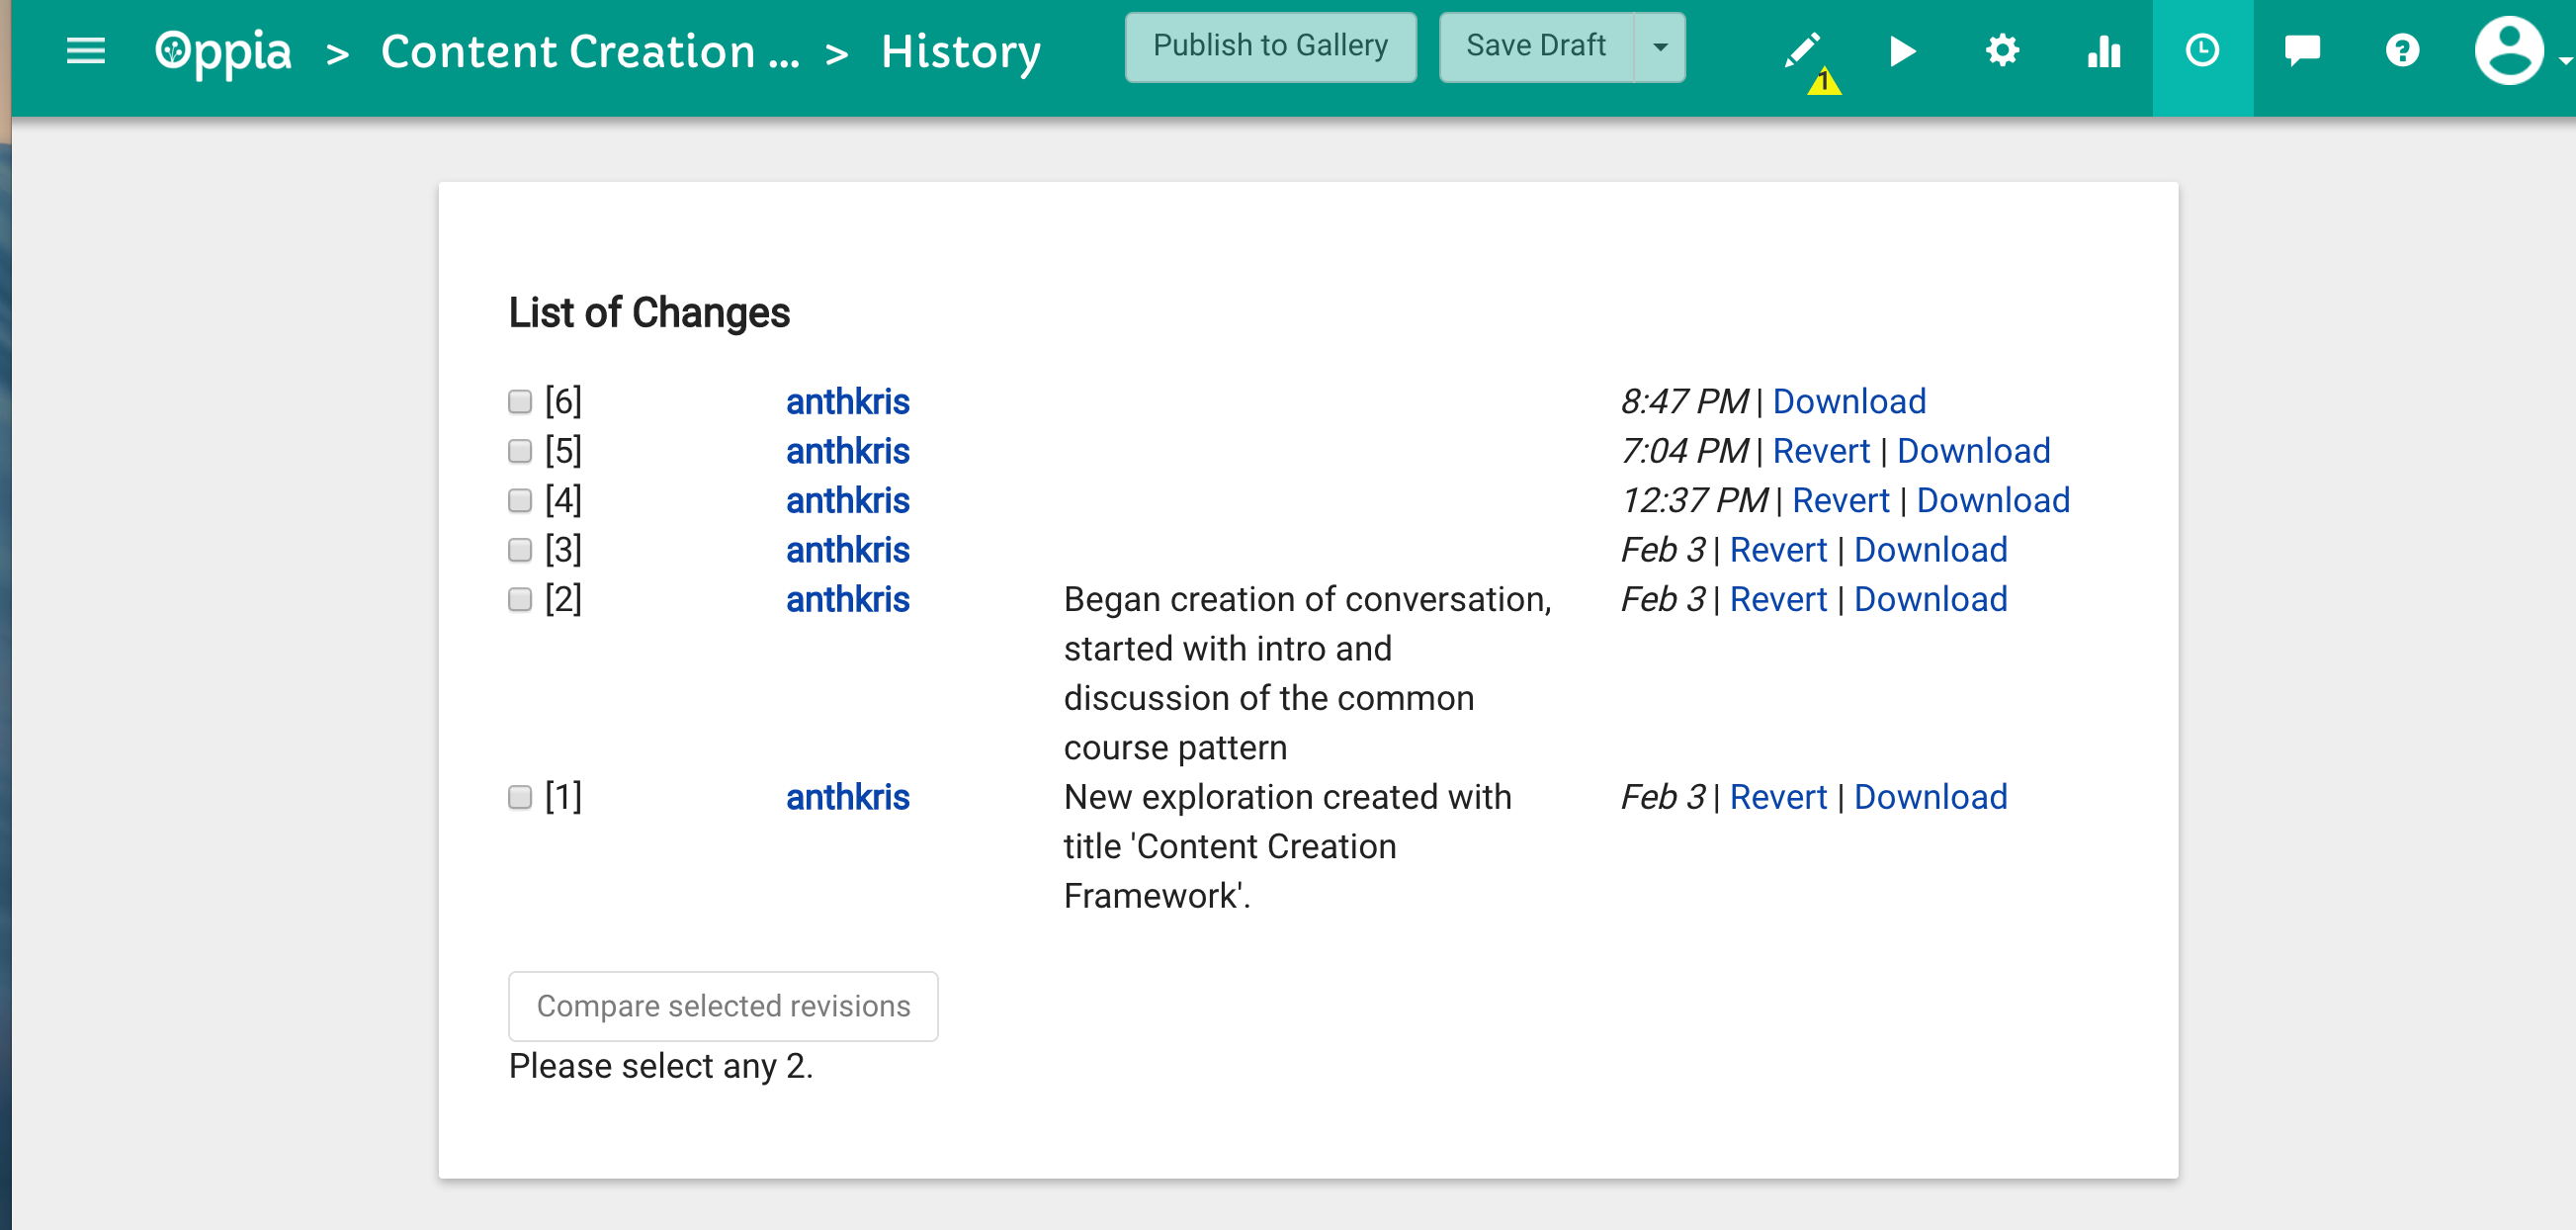 Oppia > Content Creation ... > History Publish to Gallery Save Draft 1
List of Changes
[6] anthkris 8:47 PM | Download
[5] anthkris 7:04 PM | Revert | Download
[4] anthkris 12:37 PM | Revert | Download
[3] anthkris Feb 3 | Revert | Download
[2] anthkris Began creation of conversation, Feb 3 | Revert | Download
started with intro and
discussion of the common
course pattern
[1] anthkris New exploration created with Feb 3 | Revert | Download
title 'Content Creation
Framework'.
Compare selected revisions
Please select any 2.